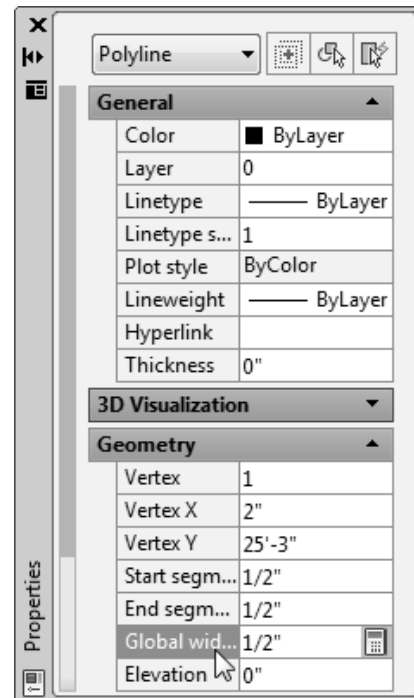 Polyline
General
Color ByLayer
Layer 0
Linetype ByLayer
Linetype s... 1
Plot style ByColor
Lineweight ByLayer
Hyperlink
Thickness 0"
3D Visualization
Geometry
Vertex 1
Vertex X 2"
Vertex Y 25'-3"
Start segm... 1/2"
End segm... 1/2"
Global wid... 1/2"
Elevation 0"
Properties